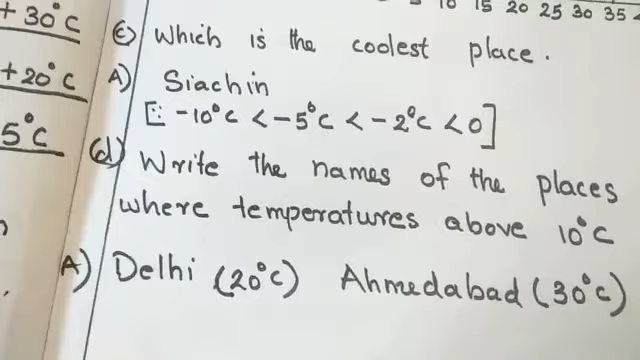 10 15 20 25 30 35
+30°C
(c) Which is the coolest place.
+20°C
A) Siachin
[∵ -10°C < -5°C < -2°C < 0]
5°C
(d) Write the names of the places
where temperatures above 10°C
A) Delhi (20°C) Ahmedabad (30°C)